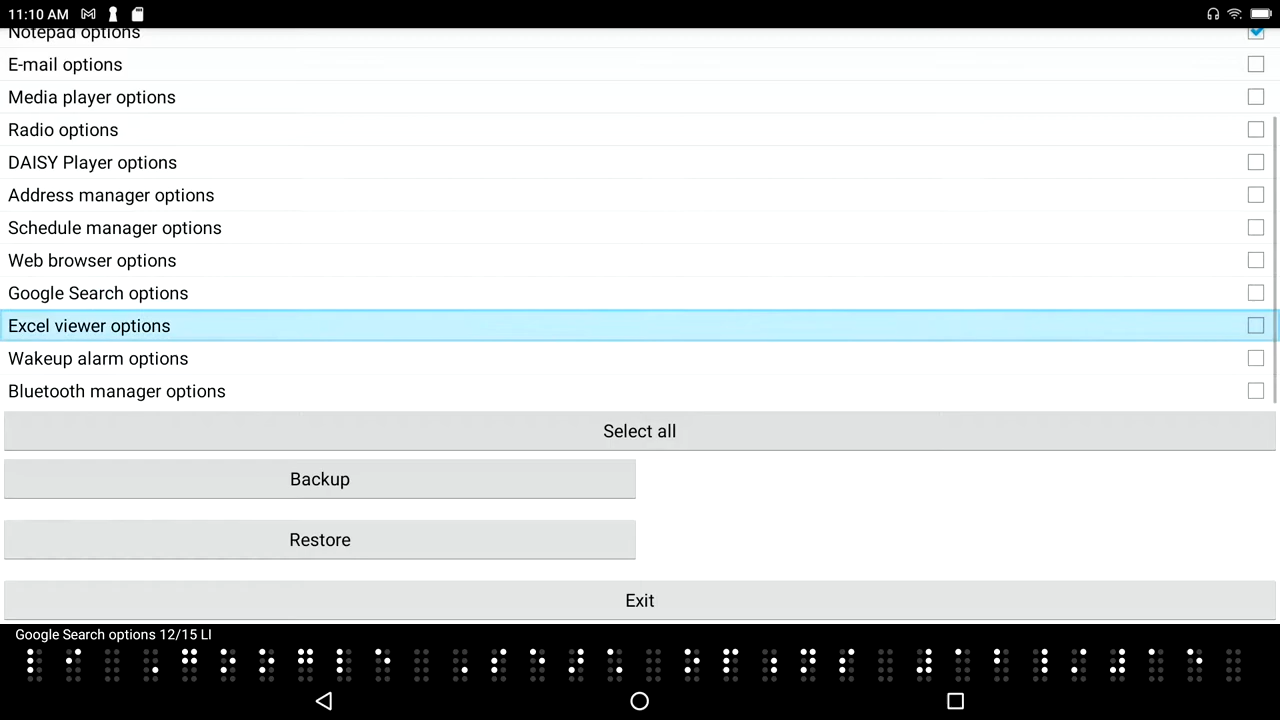 11:10 AM
Notepad options
E-mail options
Media player options
Radio options
DAISY Player options
Address manager options
Schedule manager options
Web browser options
Google Search options
Excel viewer options
Wakeup alarm options
Bluetooth manager options
Select all
Backup
Restore
Exit
Google Search options 12/15 LI